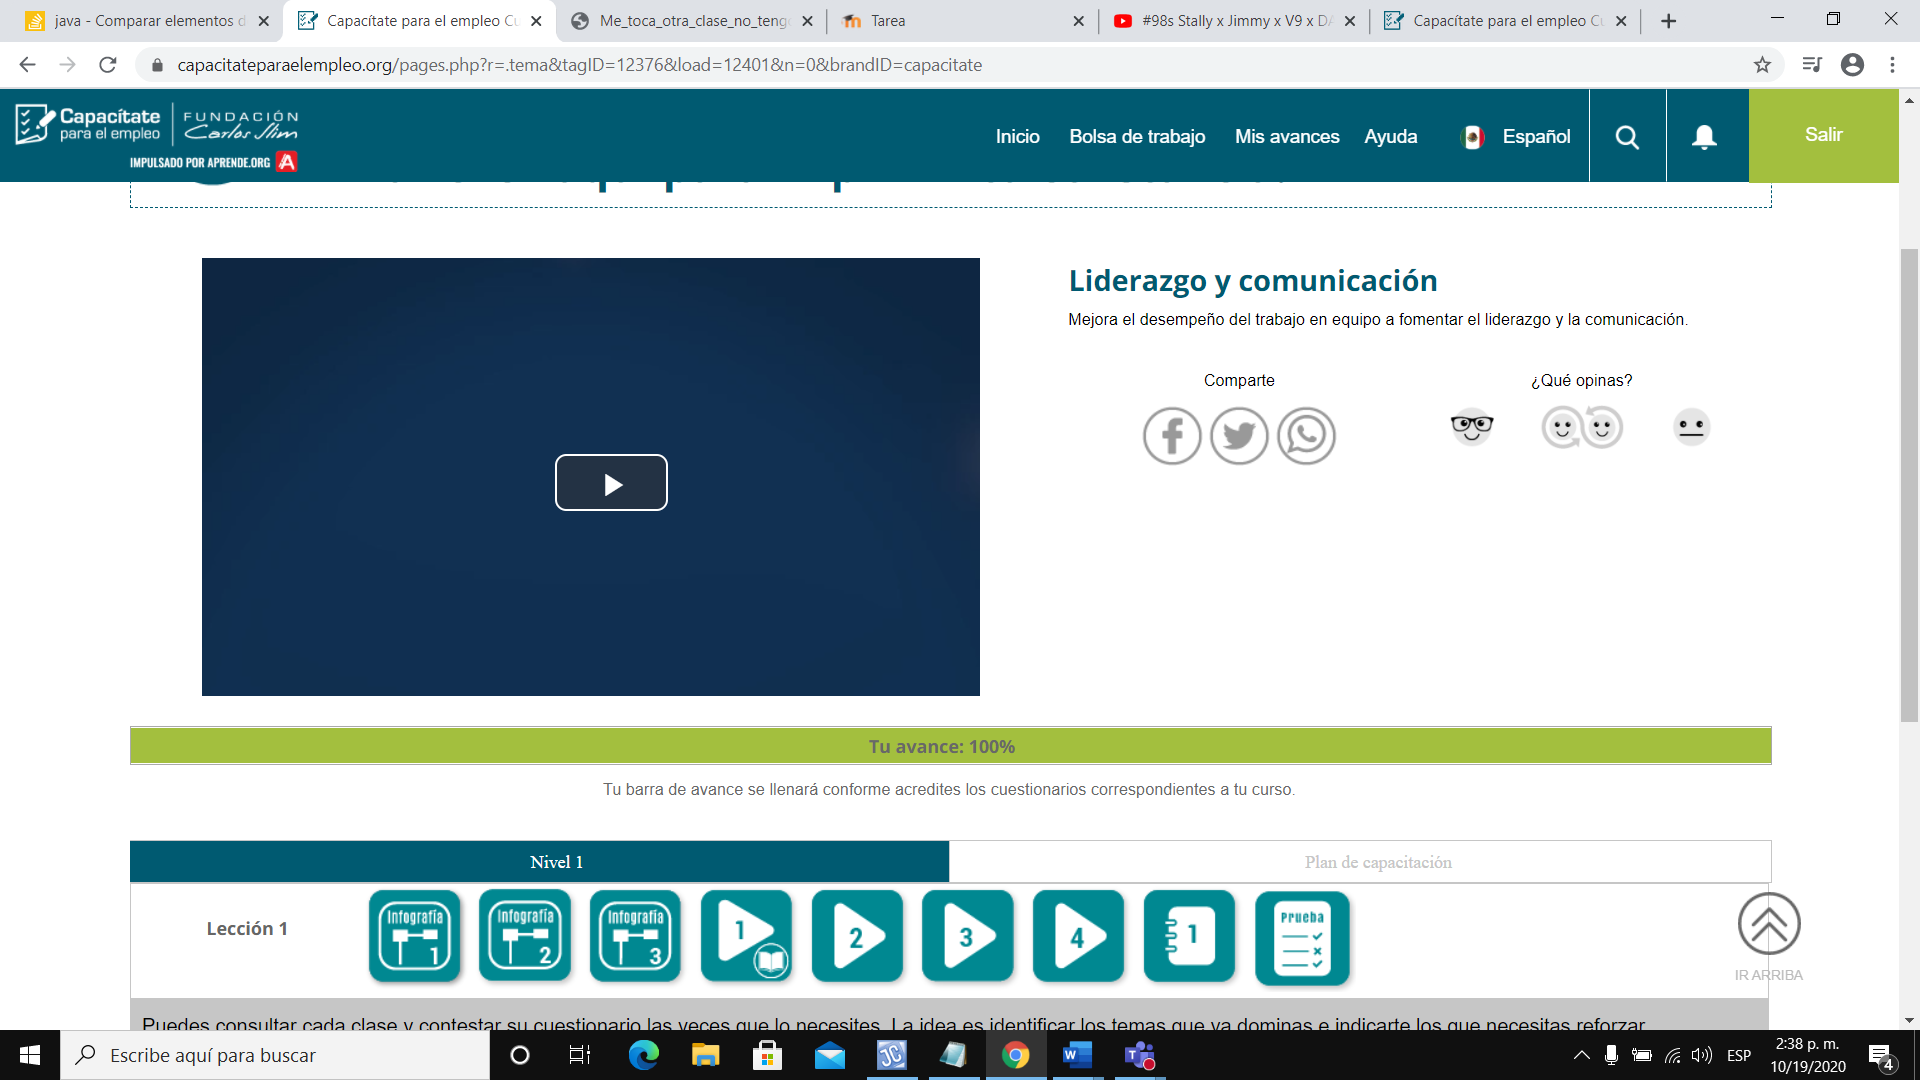 java - Comparar elementos d
Capacítate para el empleo Cu
Me_toca_otra_clase_no_teng
Tarea
#98s Stally x Jimmy x V9 x DA
Capacítate para el empleo Cu
capacitateparaelempleo.org/pages.php?r=.tema&tagID=12376&load=12401&n=0&brandID=capacitate
Capacítate para el empleo
FUNDACIÓN Carlos Slim
IMPULSADO POR APRENDE.ORG A
Inicio
Bolsa de trabajo
Mis avances
Ayuda
Español
Salir
Liderazgo y comunicación
Mejora el desempeño del trabajo en equipo a fomentar el liderazgo y la comunicación.
Comparte
¿Qué opinas?
Tu avance: 100%
Tu barra de avance se llenará conforme acredites los cuestionarios correspondientes a tu curso.
Nivel 1
Plan de capacitación
Lección 1
Infografía 1
Infografía 2
Infografía 3
1
2
3
4
1
Prueba
IR ARRIBA
Puedes consultar cada clase y contestar su cuestionario las veces que lo necesites. La idea es identificar los temas que ya dominas e indicarte los que necesitas reforzar.
Escribe aquí para buscar
ESP
2:38 p. m.
10/19/2020
4